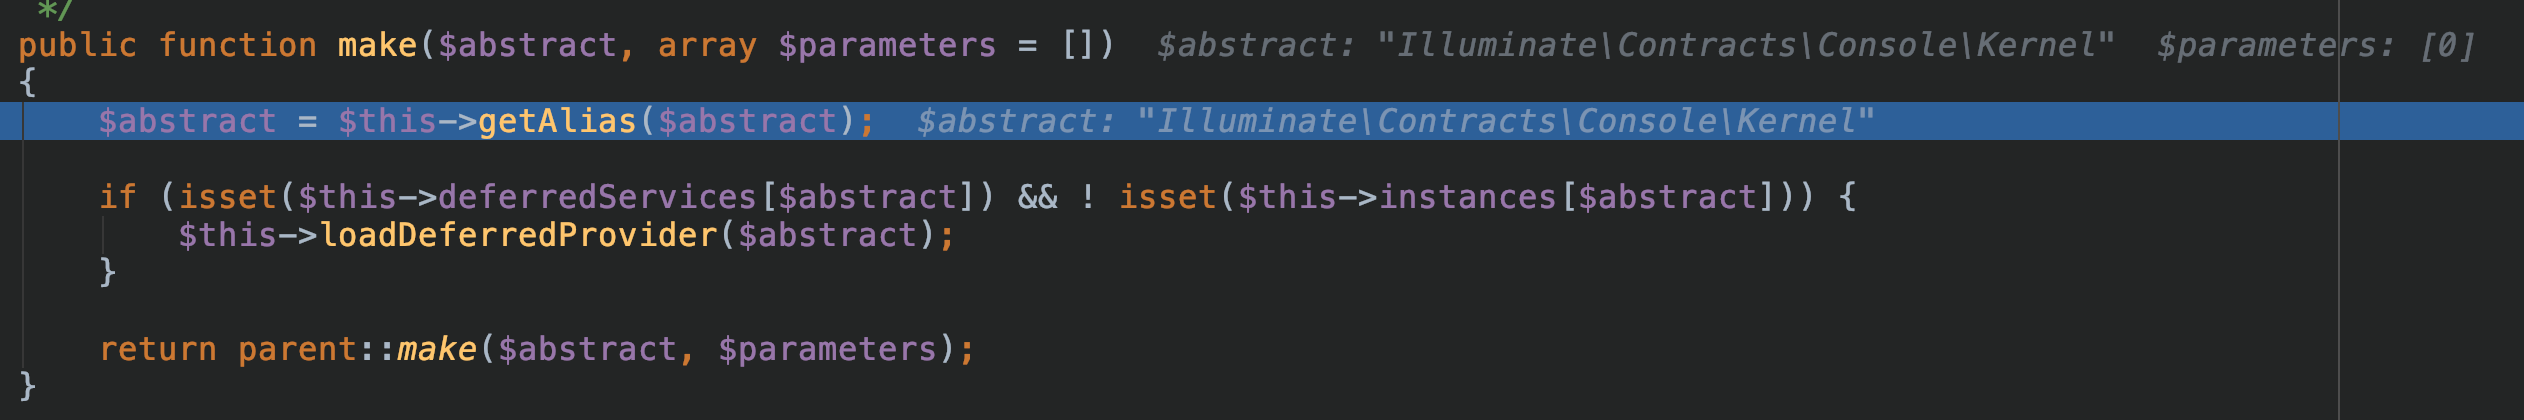 */
public function make($abstract, array $parameters = []) $abstract: "Illuminate\Contracts\Console\Kernel" $parameters: [0]
{
$abstract = $this->getAlias($abstract); $abstract: "Illuminate\Contracts\Console\Kernel"
if (isset($this->deferredServices[$abstract]) && ! isset($this->instances[$abstract])) {
$this->loadDeferredProvider($abstract);
}
return parent::make($abstract, $parameters);
}